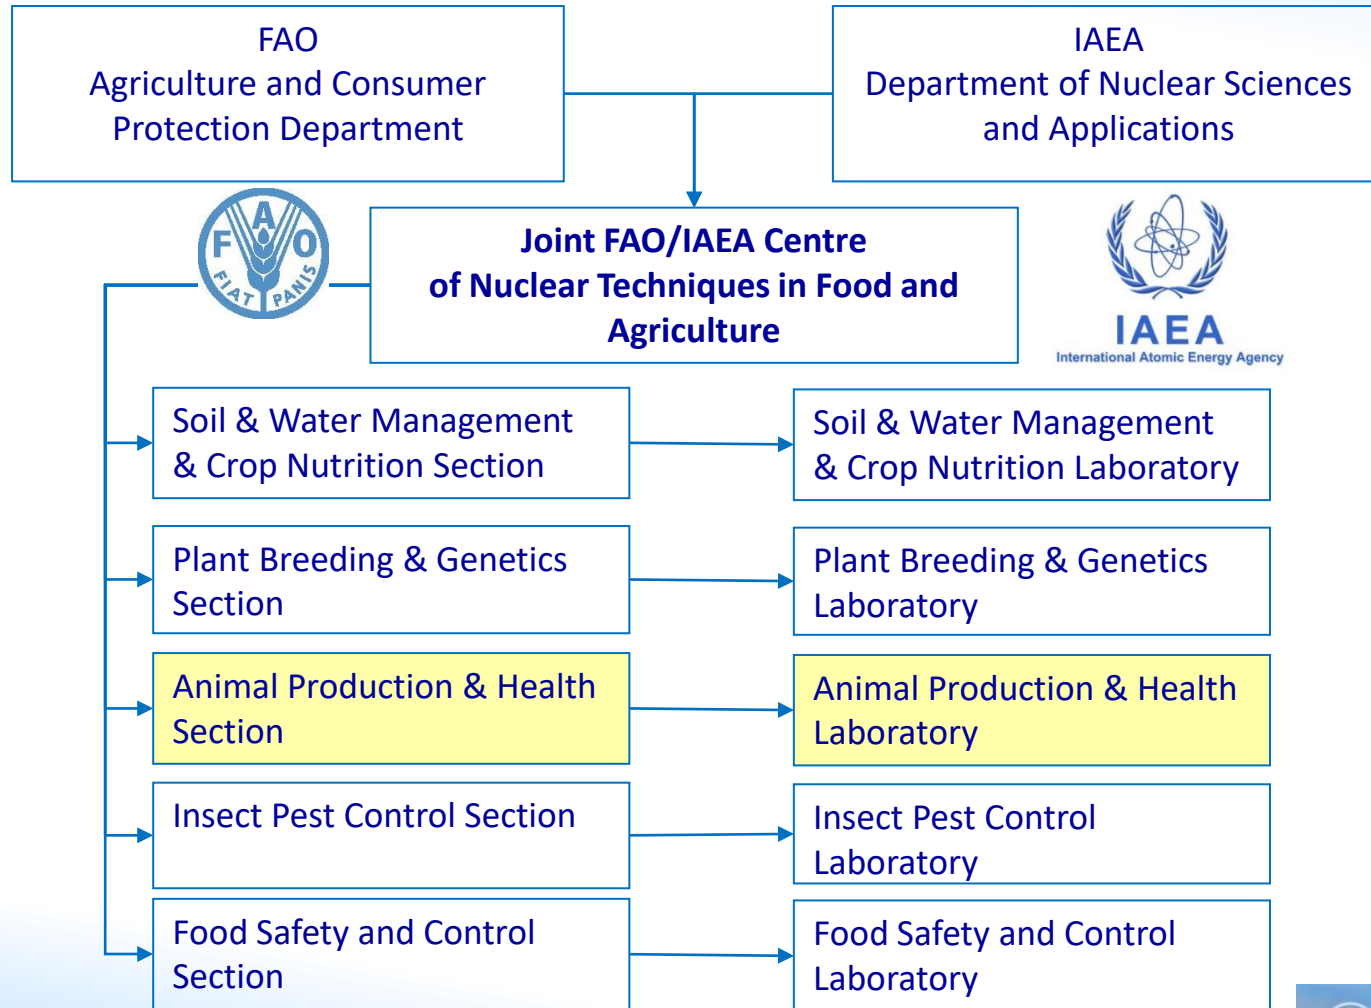 FAO
Agriculture and Consumer
Protection Department
IAEA
Department of Nuclear Sciences
and Applications
F A O
FIAT PANIS
Joint FAO/IAEA Centre
of Nuclear Techniques in Food and
Agriculture
IAEA
International Atomic Energy Agency
Soil & Water Management
& Crop Nutrition Section
Soil & Water Management
& Crop Nutrition Laboratory
Plant Breeding & Genetics
Section
Plant Breeding & Genetics
Laboratory
Animal Production & Health
Section
Animal Production & Health
Laboratory
Insect Pest Control Section
Insect Pest Control
Laboratory
Food Safety and Control
Section
Food Safety and Control
Laboratory